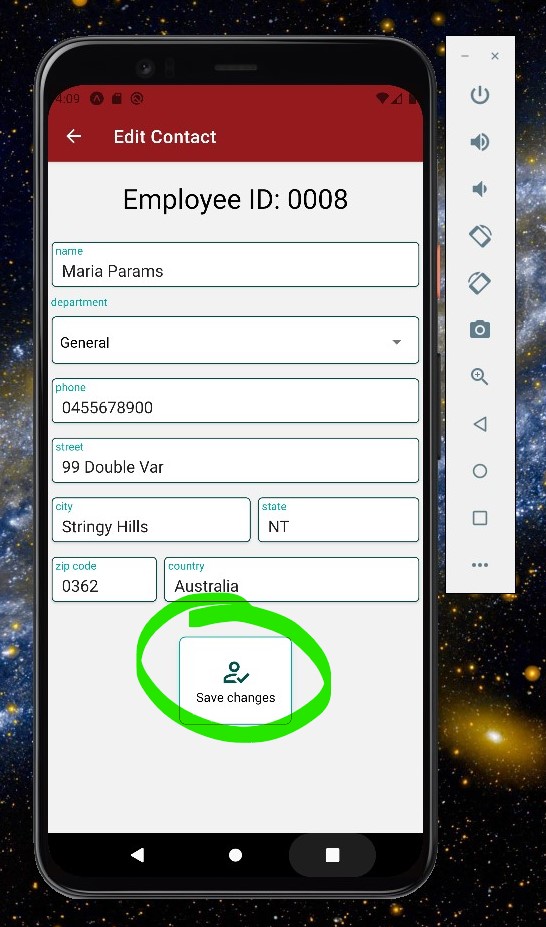 4:09
Edit Contact
Employee ID: 0008
name
Maria Params
department
General
phone
0455678900
street
99 Double Var
city
state
Stringy Hills
NT
zip code
country
0362
Australia
Save changes